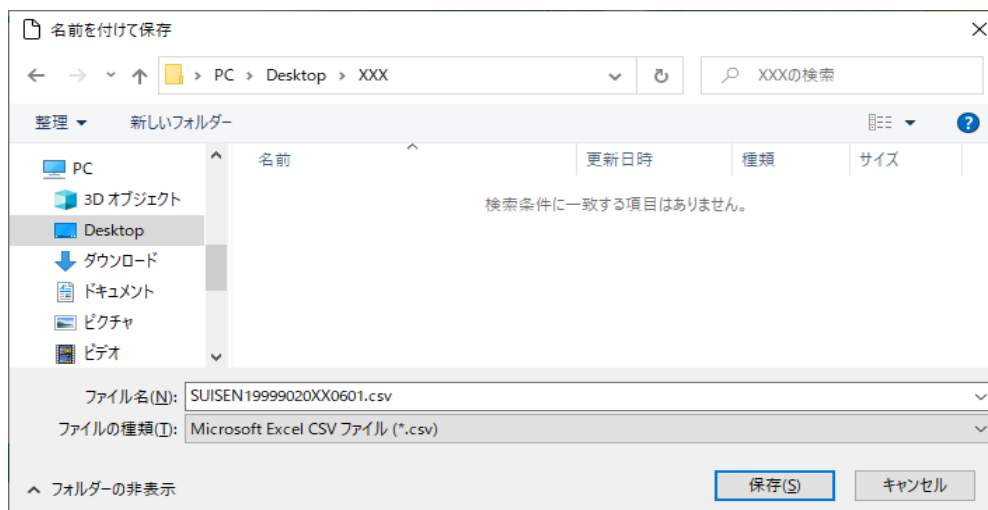 名前を付けて保存
PC › Desktop › XXX
XXXの検索
整理
新しいフォルダー
名前
更新日時
種類
サイズ
検索条件に一致する項目はありません。
PC
3D オブジェクト
Desktop
ダウンロード
ドキュメント
ピクチャ
ビデオ
ファイル名(N): SUISEN19999020XX0601.csv
ファイルの種類(T): Microsoft Excel CSV ファイル (*.csv)
フォルダーの非表示
保存(S)
キャンセル